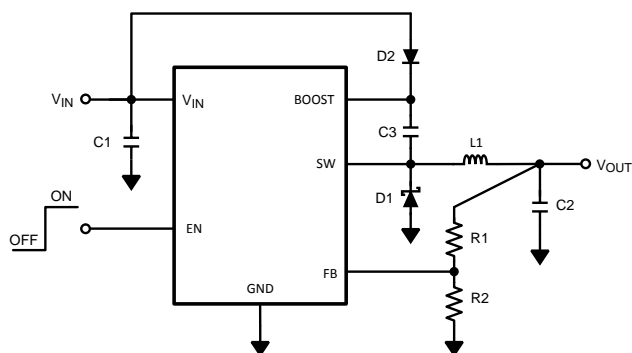 D2
V_IN
V_IN
BOOST
C1
C3
L1
SW
V_OUT
ON
D1
C2
OFF
EN
R1
FB
GND
R2